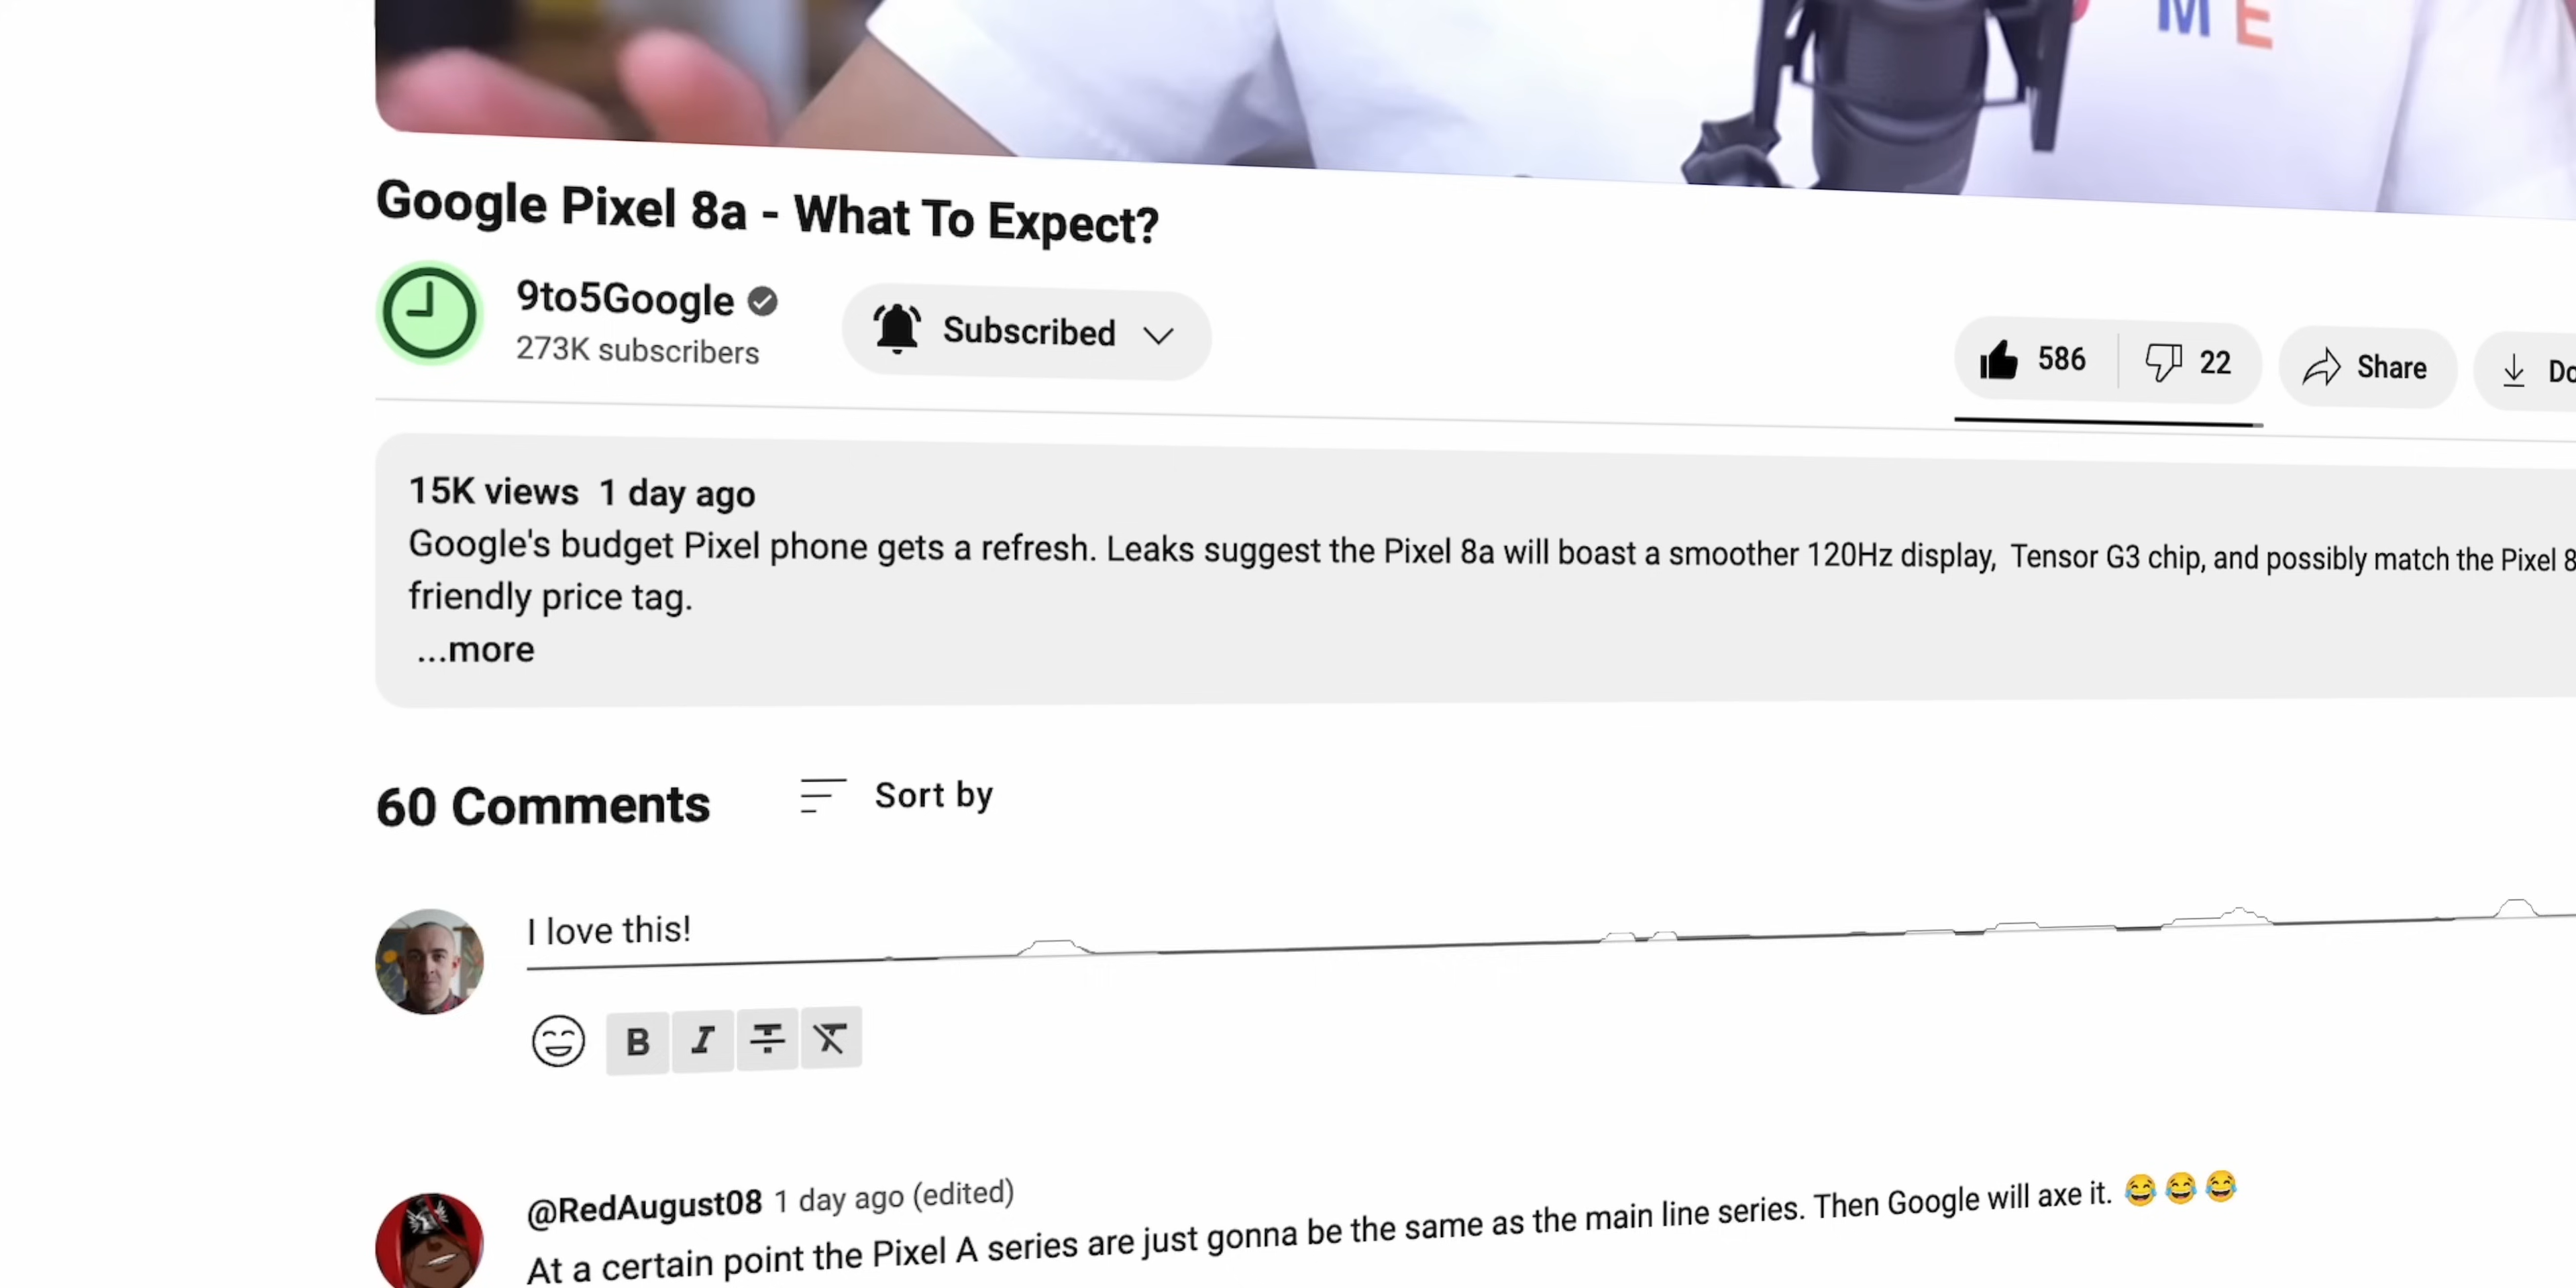 M E
Google Pixel 8a - What To Expect?
9to5Google
273K subscribers
Subscribed
586
22
Share
Do
15K views 1 day ago
Google's budget Pixel phone gets a refresh. Leaks suggest the Pixel 8a will boast a smoother 120Hz display, Tensor G3 chip, and possibly match the Pixel 8
friendly price tag.
...more
60 Comments
Sort by
I love this!
B I T T
@RedAugust08 1 day ago (edited)
At a certain point the Pixel A series are just gonna be the same as the main line series. Then Google will axe it. 😂😂😂